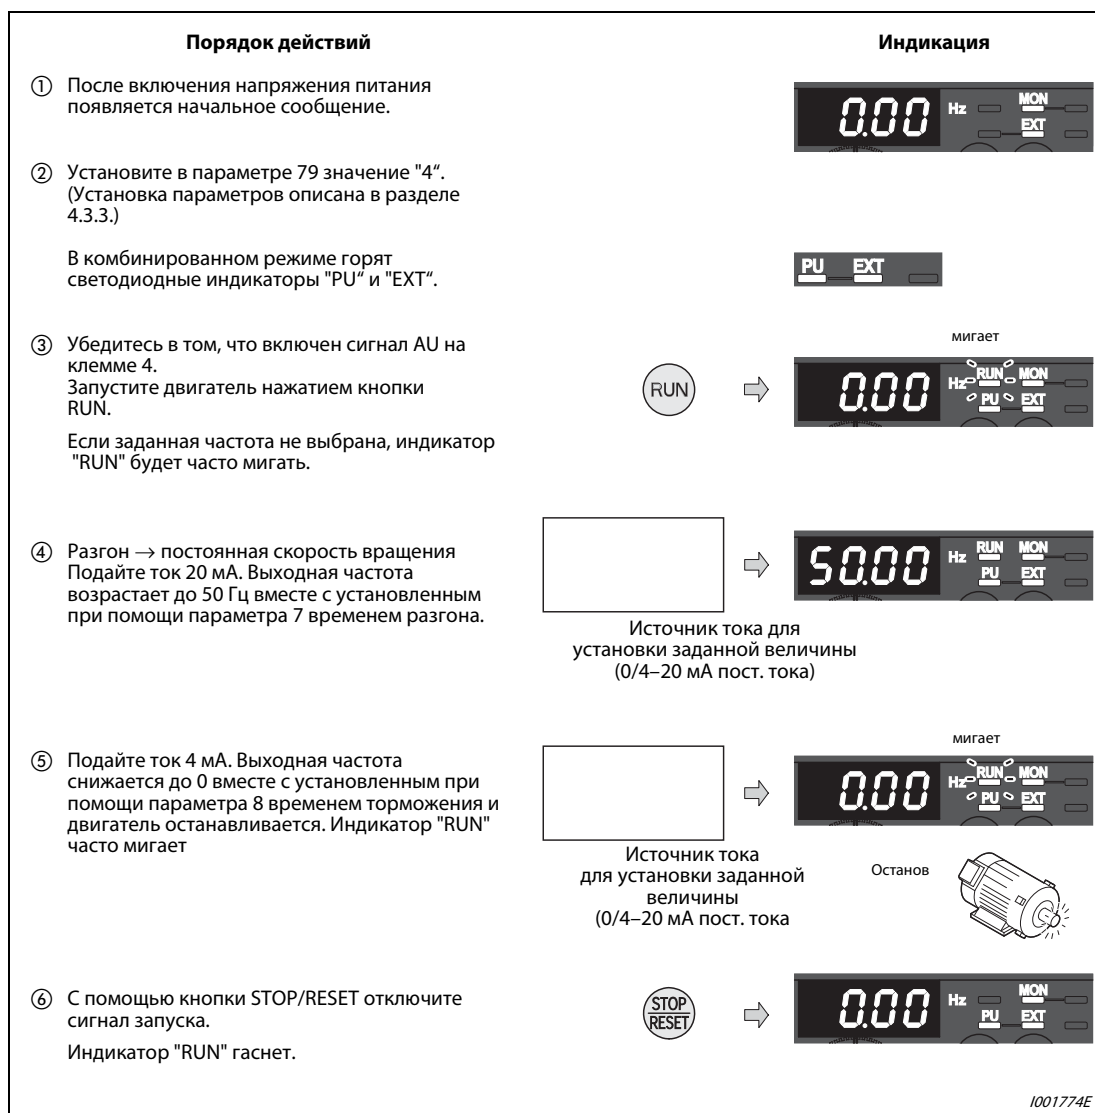 Порядок действий
Индикация
① После включения напряжения питания
появляется начальное сообщение.
0.00 Hz MON
EXT
② Установите в параметре 79 значение "4“.
(Установка параметров описана в разделе
4.3.3.)
В комбинированном режиме горят
светодиодные индикаторы "PU“ и "EXT“.
PU EXT
③ Убедитесь в том, что включен сигнал AU на
клемме 4.
Запустите двигатель нажатием кнопки
RUN.
Если заданная частота не выбрана, индикатор
"RUN" будет часто мигать.
RUN
мигает
0.00 Hz RUN MON
PU EXT
④ Разгон → постоянная скорость вращения
Подайте ток 20 мА. Выходная частота
возрастает до 50 Гц вместе с установленным
при помощи параметра 7 временем разгона.
Источник тока для
установки заданной величины
(0/4–20 мА пост. тока)
50.00 Hz RUN MON
PU EXT
⑤ Подайте ток 4 мА. Выходная частота
снижается до 0 вместе с установленным при
помощи параметра 8 временем торможения и
двигатель останавливается. Индикатор "RUN"
часто мигает
Источник тока
для установки заданной
величины
(0/4–20 мА пост. тока
мигает
0.00 Hz RUN MON
PU EXT
Останов
⑥ С помощью кнопки STOP/RESET отключите
сигнал запуска.
Индикатор "RUN" гаснет.
STOP
RESET
0.00 Hz MON
PU EXT
I001774E